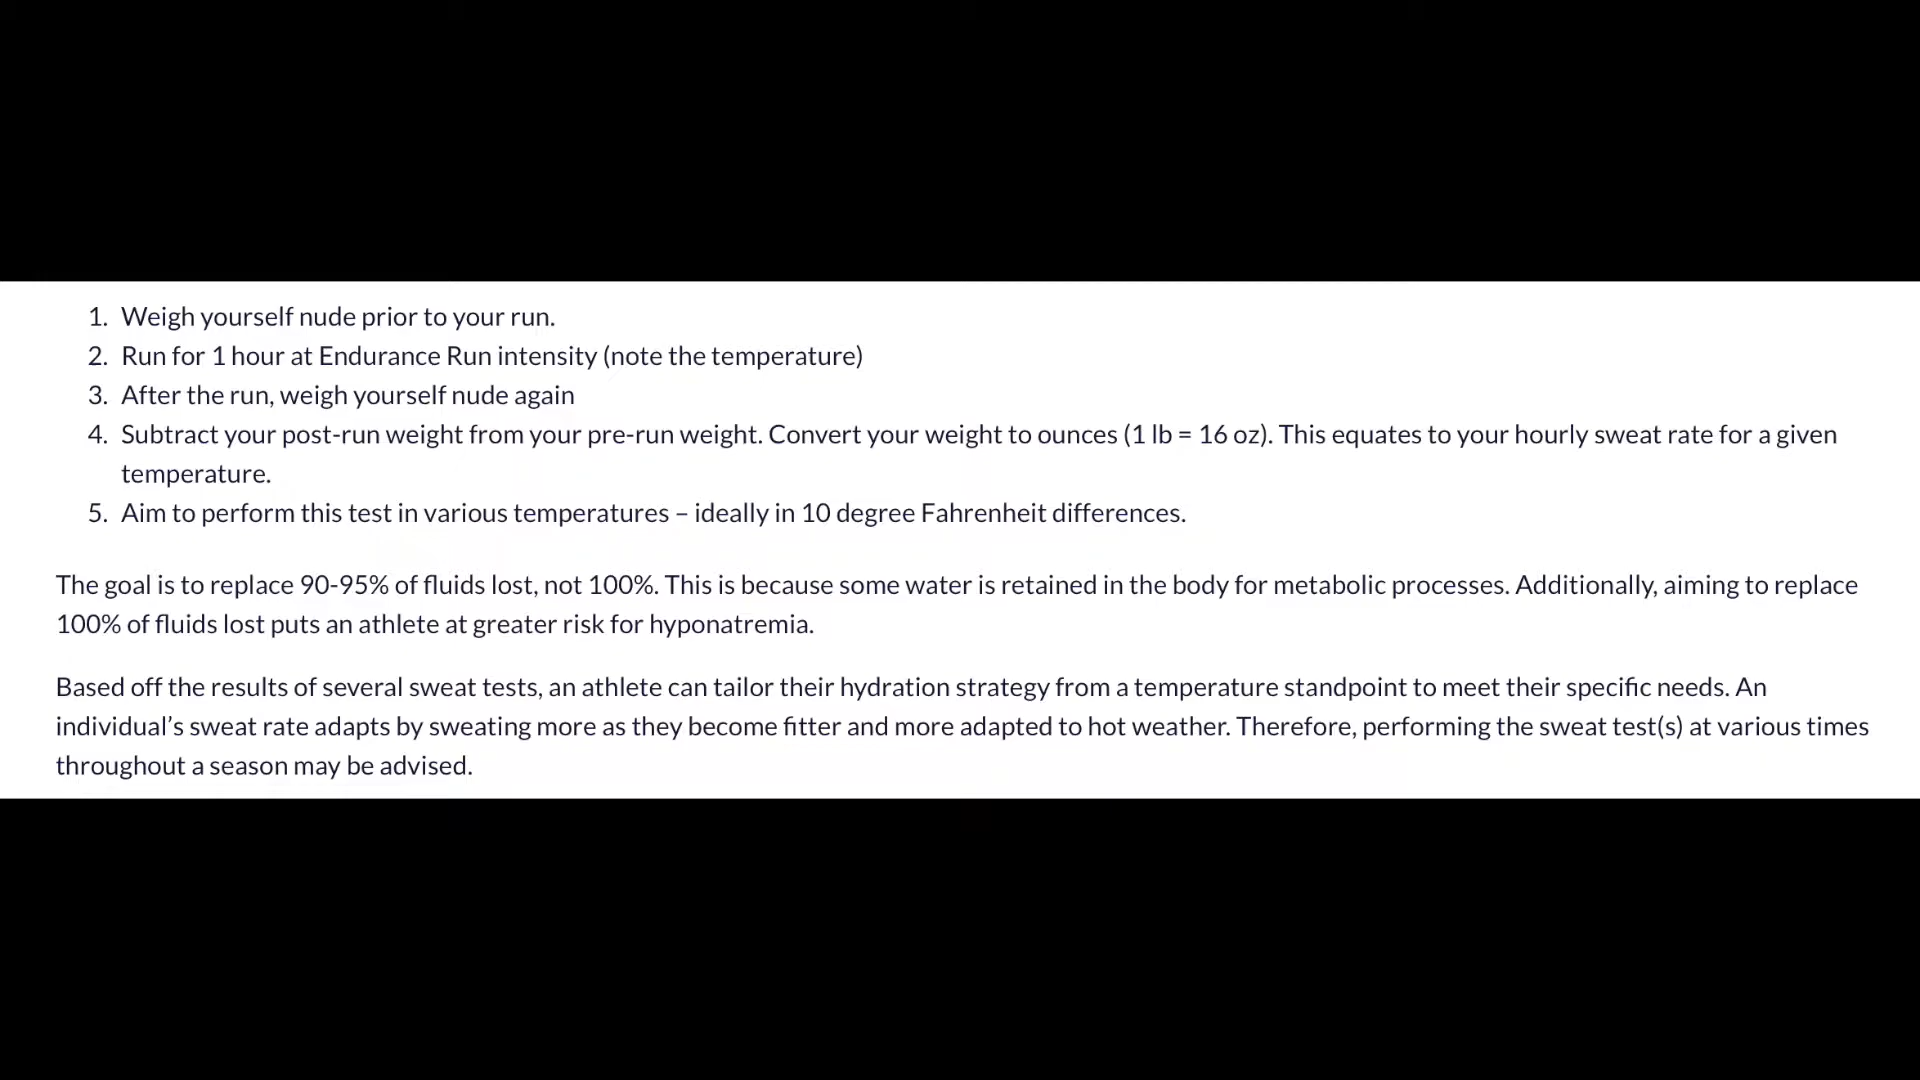 1. Weigh yourself nude prior to your run.
2. Run for 1 hour at Endurance Run intensity (note the temperature)
3. After the run, weigh yourself nude again
4. Subtract your post-run weight from your pre-run weight. Convert your weight to ounces (1 lb = 16 oz). This equates to your hourly sweat rate for a given
temperature.
5. Aim to perform this test in various temperatures – ideally in 10 degree Fahrenheit differences.
The goal is to replace 90-95% of fluids lost, not 100%. This is because some water is retained in the body for metabolic processes. Additionally, aiming to replace
100% of fluids lost puts an athlete at greater risk for hyponatremia.
Based off the results of several sweat tests, an athlete can tailor their hydration strategy from a temperature standpoint to meet their specific needs. An
individual’s sweat rate adapts by sweating more as they become fitter and more adapted to hot weather. Therefore, performing the sweat test(s) at various times
throughout a season may be advised.